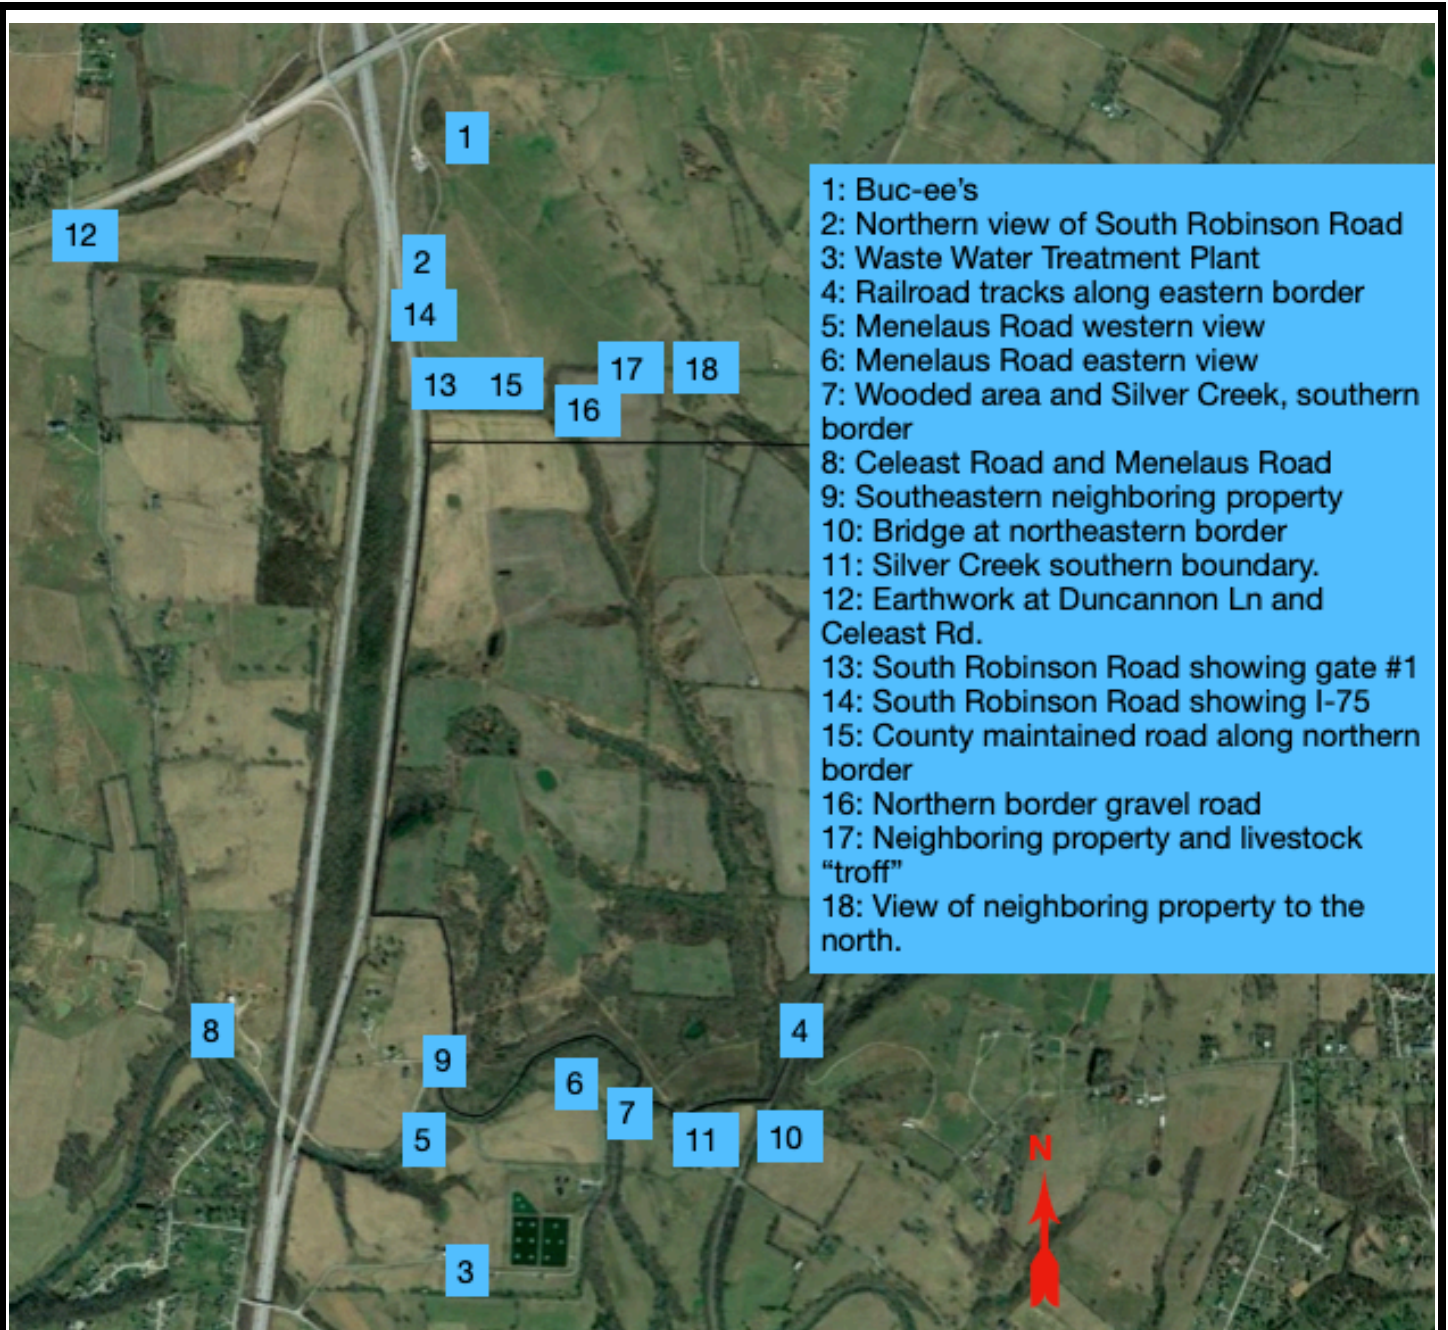 1
12
2
14
17
18
13
15
16
1: Buc-ee’s
2: Northern view of South Robinson Road
3: Waste Water Treatment Plant
4: Railroad tracks along eastern border
5: Menelaus Road western view
6: Menelaus Road eastern view
7: Wooded area and Silver Creek, southern
border
8: Celeast Road and Menelaus Road
9: Southeastern neighboring property
10: Bridge at northeastern border
11: Silver Creek southern boundary.
12: Earthwork at Duncannon Ln and
Celeast Rd.
13: South Robinson Road showing gate #1
14: South Robinson Road showing I-75
15: County maintained road along northern
border
16: Northern border gravel road
17: Neighboring property and livestock
“troff”
18: View of neighboring property to the
north.
8
4
9
6
7
5
11
10
N
3